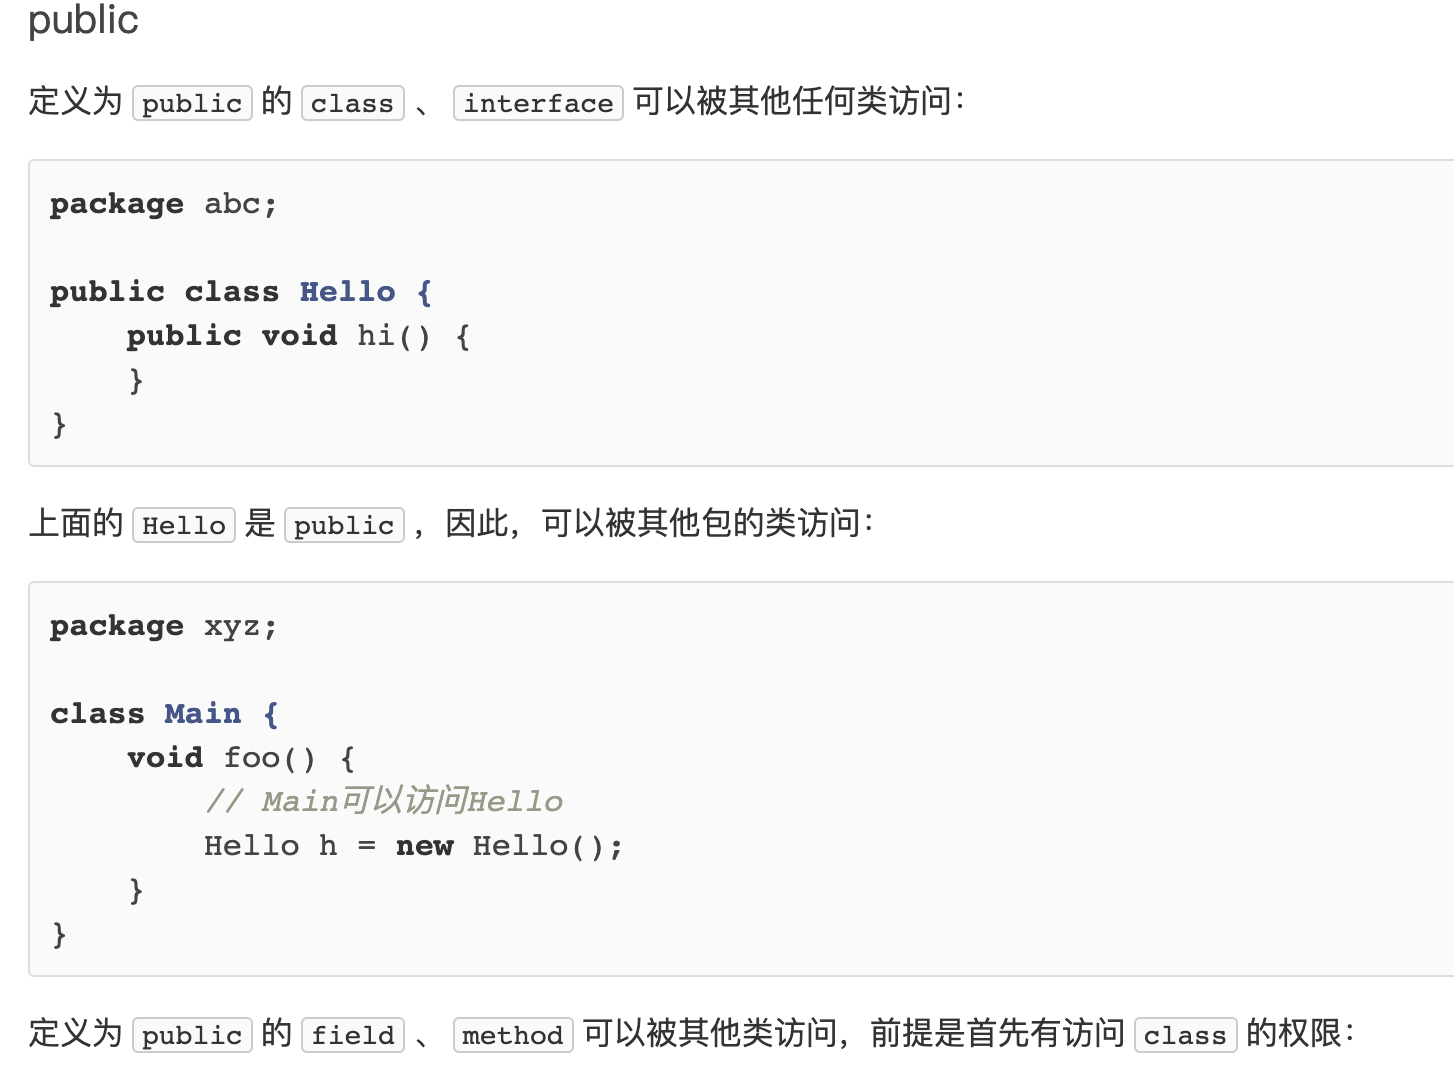 public
定义为 public 的 class 、 interface 可以被其他任何类访问：
package abc;
public class Hello {
    public void hi() {
    }
}
上面的 Hello 是 public ，因此，可以被其他包的类访问：
package xyz;
class Main {
    void foo() {
        // Main可以访问Hello
        Hello h = new Hello();
    }
}
定义为 public 的 field 、 method 可以被其他类访问，前提是首先有访问 class 的权限：